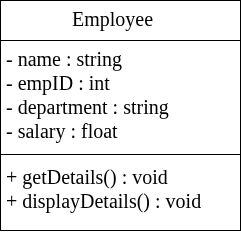 Employee
- name : string
- empID : int
- department : string
- salary : float
+ getDetails() : void
+ displayDetails() : void